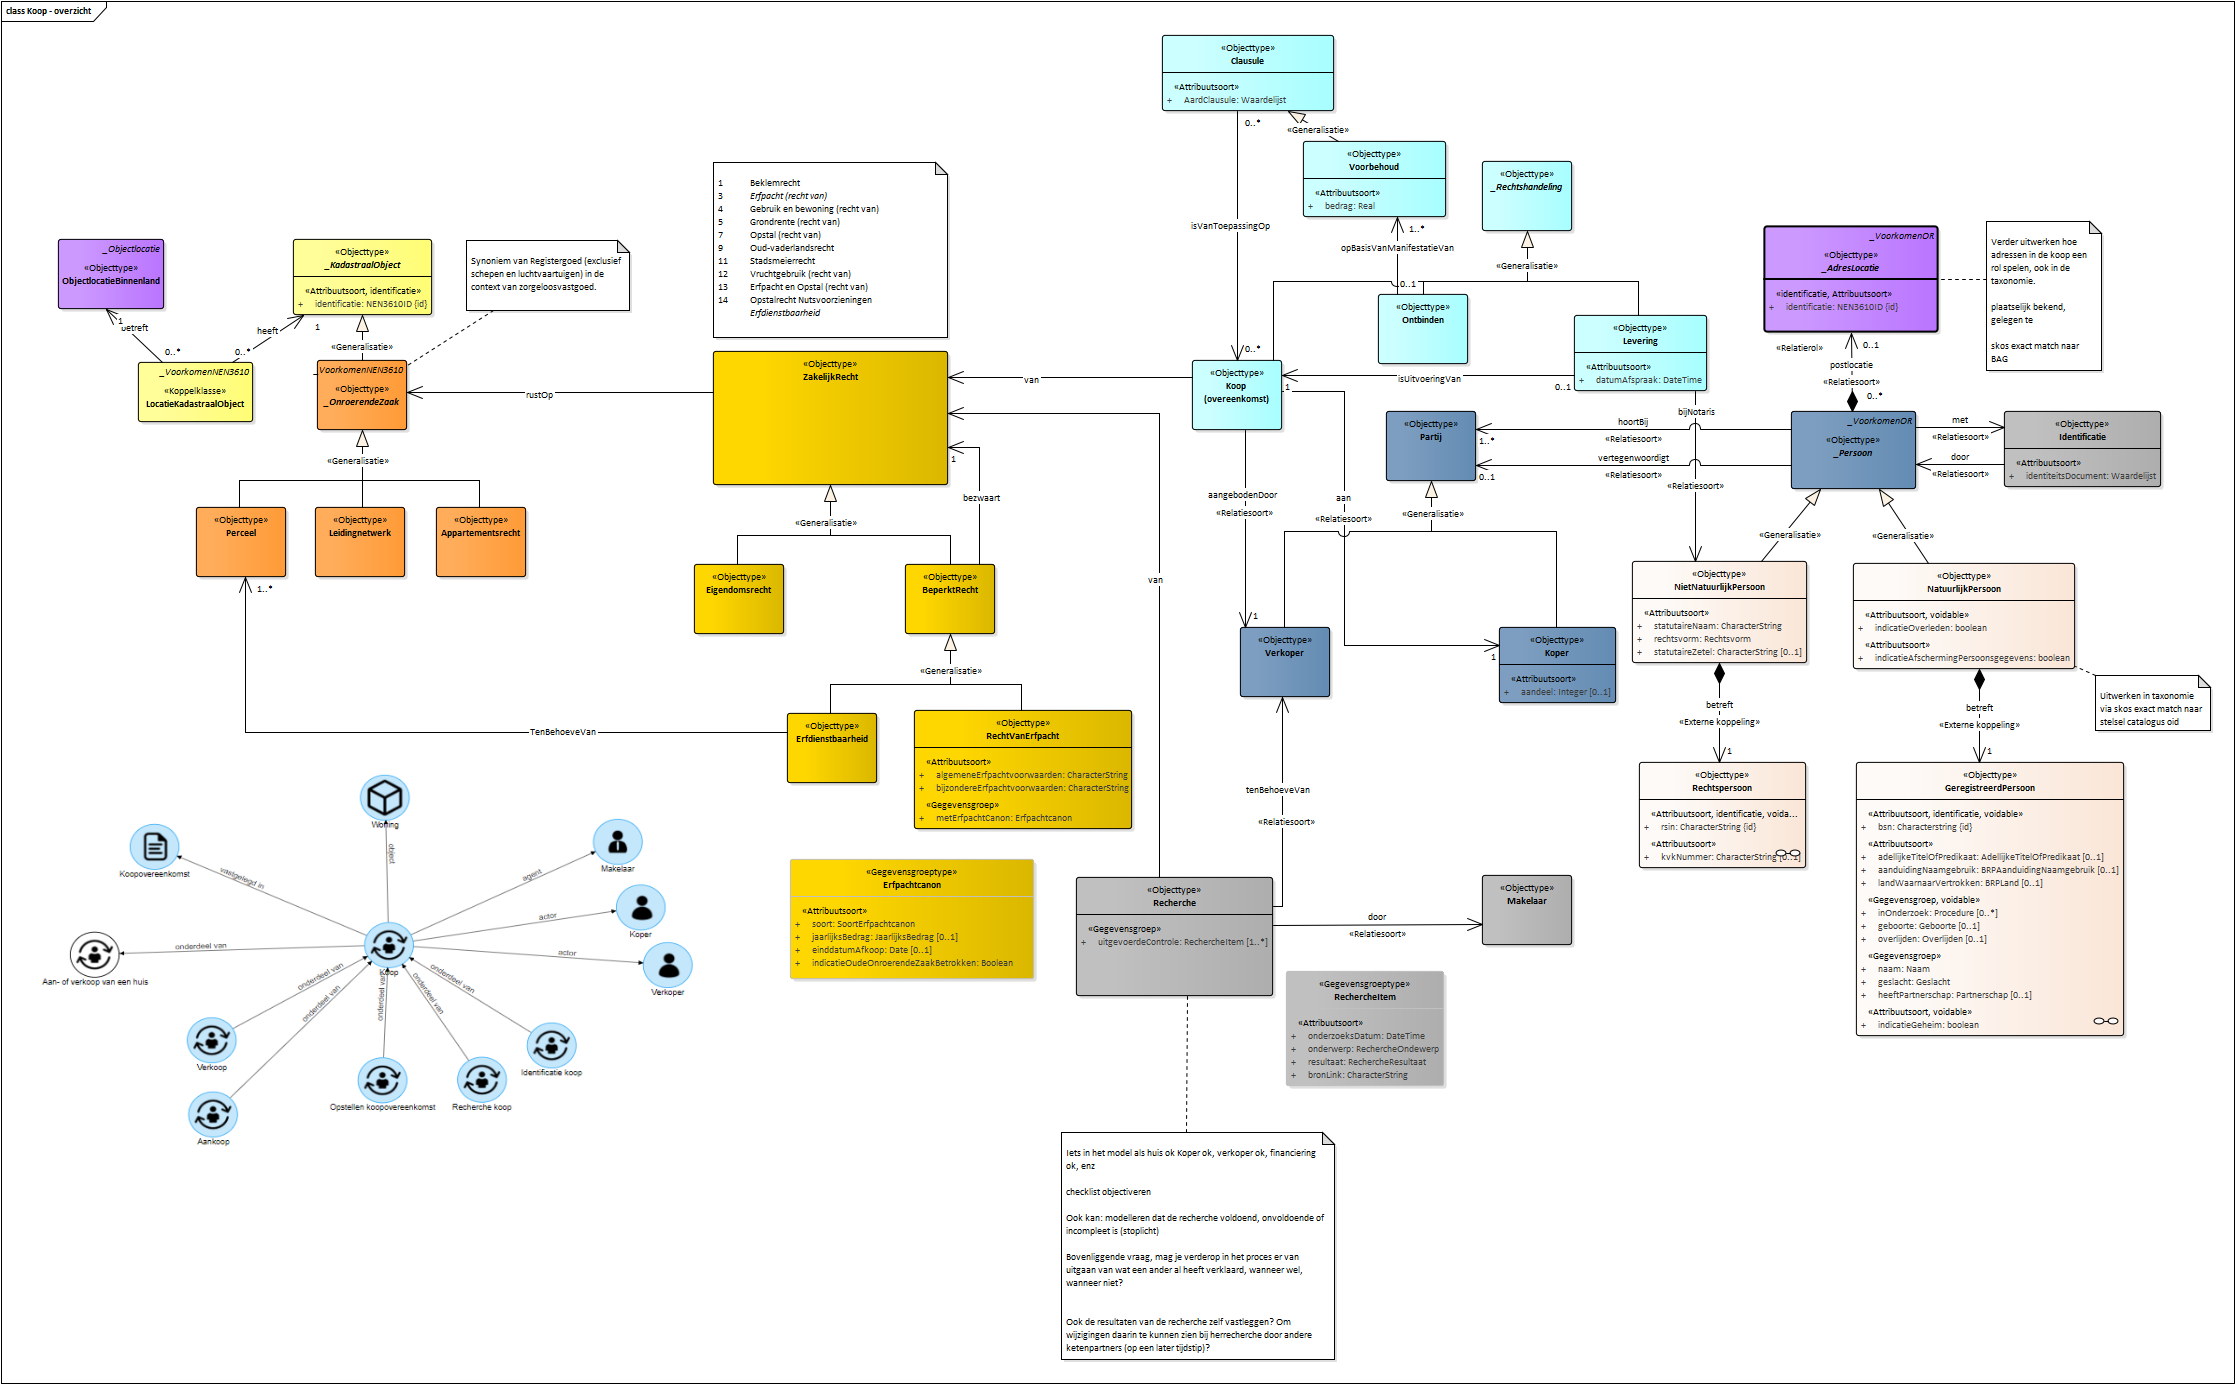 class Koop - overzicht
«Objecttype»
Clausule
«Attribuutsoort»
+ AardClausule: Waardelijst
0..*
«Generalisatie»
«Objecttype»
Voorbehoud
«Attribuutsoort»
+ bedrag: Real
1..*
opBasisVanManifestatieVan
0..1
isVanToepassingOp
0..*
«Objecttype»
_Rechtshandeling
«Generalisatie»
«Objecttype»
Ontbinden
«Objecttype»
Levering
«Attribuutsoort»
+ datumAfspraak: DateTime
isUitvoeringVan
0..1
1
«Objecttype»
Koop
(overeenkomst)
van
1 Beklemrecht
3 Erfpacht (recht van)
4 Gebruik en bewoning (recht van)
5 Grondrente (recht van)
7 Opstal (recht van)
9 Oud-vaderlandsrecht
11 Stadsmeierrecht
12 Vruchtgebruik (recht van)
13 Erfpacht en Opstal (recht van)
14 Opstalrecht Nutsvoorzieningen
Erfdienstbaarheid
_Objectlocatie
«Objecttype»
ObjectlocatieBinnenland
1
betreft
0..*
«Objecttype»
_KadastraalObject
«Attribuutsoort, identificatie»
+ identificatie: NEN3610ID {id}
heeft
1
0..*
«Generalisatie»
_VoorkomenNEN3610
«Koppelklasse»
LocatieKadastraalObject
Synoniem van Registergoed (exclusief
schepen en luchtvaartuigen) in de
context van zorgeloosvastgoed.
_VoorkomenNEN3610
«Objecttype»
_OnroerendeZaak
rustOp
«Objecttype»
ZakelijkRecht
«Generalisatie»
«Objecttype»
Perceel
«Objecttype»
Leidingnetwerk
«Objecttype»
Appartementsrecht
1..*
TenBehoeveVan
1
bezwaart
«Generalisatie»
«Objecttype»
Eigendomsrecht
«Objecttype»
BeperktRecht
«Generalisatie»
«Objecttype»
Erfdienstbaarheid
«Objecttype»
RechtVanErfpacht
«Attribuutsoort»
+ algemeneErfpachtvoorwaarden: CharacterString
+ bijzondereErfpachtvoorwaarden: CharacterString
«Gegevensgroep»
+ metErfpachtCanon: Erfpachtcanon
«Gegevensgroeptype»
Erfpachtcanon
«Attribuutsoort»
+ soort: SoortErfpachtcanon
+ jaarlijksBedrag: JaarlijksBedrag [0..1]
+ einddatumAfkoop: Date [0..1]
+ indicatieOudeOnroerendeZaakBetrokken: Boolean
van
aangebodenDoor
«Relatiesoort»
1
aan
«Relatiesoort»
1
«Objecttype»
Partij
«Generalisatie»
«Objecttype»
Verkoper
«Objecttype»
Koper
«Attribuutsoort»
+ aandeel: Integer [0..1]
hoortBij
«Relatiesoort»
1..*
vertegenwoordigt
«Relatiesoort»
0..1
bijNotaris
«Relatiesoort»
_VoorkomenOR
«Objecttype»
_AdresLocatie
«identificatie, Attribuutsoort»
+ identificatie: NEN3610ID {id}
«Relatierol»
0..1
postlocatie
«Relatiesoort»
0..*
Verder uitwerken hoe
adressen in de koop een
rol spelen, ook in de
taxonomie.
plaatselijk bekend,
gelegen te
skos exact match naar
BAG
_VoorkomenOR
«Objecttype»
_Persoon
met
«Relatiesoort»
door
«Relatiesoort»
«Objecttype»
Identificatie
«Attribuutsoort»
+ identiteitsDocument: Waardelijst
«Generalisatie»
«Generalisatie»
«Objecttype»
NietNatuurlijkPersoon
«Attribuutsoort»
+ statutaireNaam: CharacterString
+ rechtsvorm: Rechtsvorm
+ statutaireZetel: CharacterString [0..1]
«Objecttype»
NatuurlijkPersoon
«Attribuutsoort, voidable»
+ indicatieOverleden: boolean
«Attribuutsoort»
+ indicatieAfschermingPersoonsgegevens: boolean
Uitwerken in taxonomie
via skos exact match naar
stelsel catalogus oid
betreft
«Externe koppeling»
1
betreft
«Externe koppeling»
1
«Objecttype»
Rechtspersoon
«Attribuutsoort, identificatie, voida...
+ rsin: CharacterString {id}
«Attribuutsoort»
+ kvkNummer: CharacterString [0..1]
«Objecttype»
GeregistreerdPersoon
«Attribuutsoort, identificatie, voidable»
+ bsn: Characterstring {id}
«Attribuutsoort»
+ adellijkeTitelOfPredikaat: AdellijkeTitelOfPredikaat [0..1]
+ aanduidingNaamgebruik: BRPAanduidingNaamgebruik [0..1]
+ landWaarnaarVertrokken: BRPLand [0..1]
«Gegevensgroep, voidable»
+ inOnderzoek: Procedure [0..*]
+ geboorte: Geboorte [0..1]
+ overlijden: Overlijden [0..1]
«Gegevensgroep»
+ naam: Naam
+ geslacht: Geslacht
+ heeftPartnerschap: Partnerschap [0..1]
«Attribuutsoort, voidable»
+ indicatieGeheim: boolean
tenBehoeveVan
«Relatiesoort»
«Objecttype»
Recherche
«Gegevensgroep»
+ uitgevoerdeControle: RechercheItem [1..*]
door
«Relatiesoort»
«Objecttype»
Makelaar
«Gegevensgroeptype»
RechercheItem
«Attribuutsoort»
+ onderzoeksDatum: DateTime
+ onderwerp: RechercheOndewerp
+ resultaat: RechercheResultaat
+ bronLink: CharacterString
Iets in het model als huis ok Koper ok, verkoper ok, financiering
ok, enz
checklist objectiveren
Ook kan: modelleren dat de recherche voldoend, onvoldoende of
incompleet is (stoplicht)
Bovenliggende vraag, mag je verderop in het proces er van
uitgaan van wat een ander al heeft verklaard, wanneer wel,
wanneer niet?
Ook de resultaten van de recherche zelf vastleggen? Om
wijzigingen daarin te kunnen zien bij herrecherche door andere
ketenpartners (op een later tijdstip)?
Woning
object
Koopovereenkomst
vastgelegd in
Makelaar
agent
Koper
actor
Verkoper
actor
Koop
Aan- of verkoop van een huis
onderdeel van
onderdeel van
onderdeel van
onderdeel van
onderdeel van
onderdeel van
Verkoop
Aankoop
Opstellen koopovereenkomst
Recherche koop
Identificatie koop